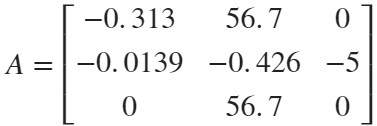 A = [ −0.313 56.7 0
−0.0139 −0.426 −5
0 56.7 0 ]